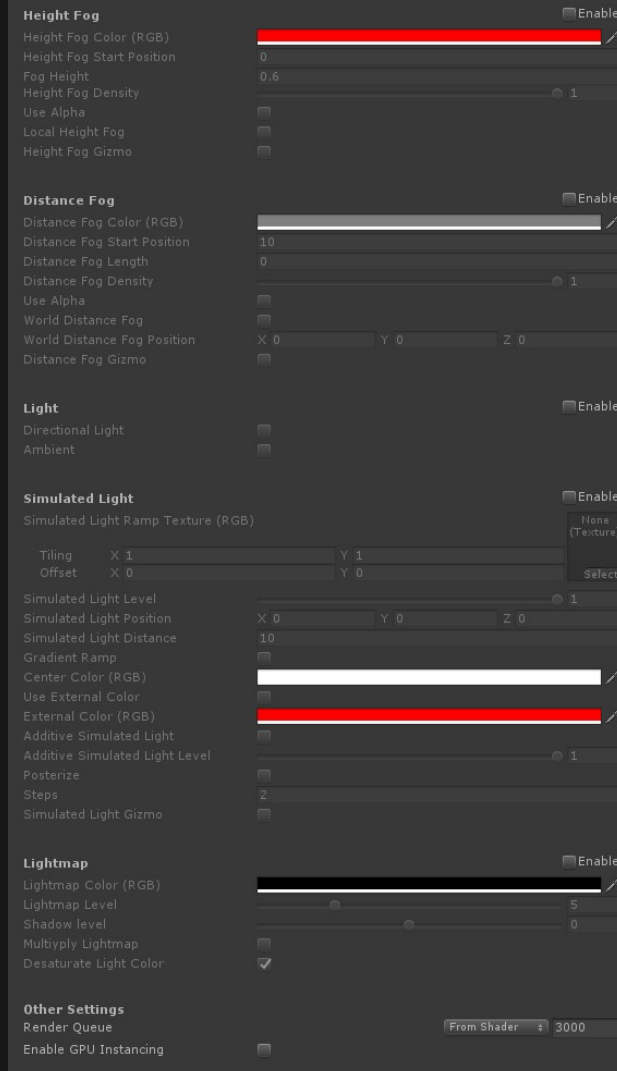 Height Fog Enable
Height Fog Color (RGB)
Height Fog Start Position 0
Fog Height 0.6
Height Fog Density 1
Use Alpha
Local Height Fog
Height Fog Gizmo
Distance Fog Enable
Distance Fog Color (RGB)
Distance Fog Start Position 10
Distance Fog Length 0
Distance Fog Density 1
Use Alpha
World Distance Fog
World Distance Fog Position X 0 Y 0 Z 0
Distance Fog Gizmo
Light Enable
Directional Light
Ambient
Simulated Light Enable
Simulated Light Ramp Texture (RGB) None
(Texture)
Tiling X 1 Y 1
Offset X 0 Y 0 Select
Simulated Light Level 1
Simulated Light Position X 0 Y 0 Z 0
Simulated Light Distance 10
Gradient Ramp
Center Color (RGB)
Use External Color
External Color (RGB)
Additive Simulated Light
Additive Simulated Light Level 1
Posterize
Steps 2
Simulated Light Gizmo
Lightmap Enable
Lightmap Color (RGB)
Lightmap Level 5
Shadow level 0
Multiyply Lightmap
Desaturate Light Color
Other Settings
Render Queue From Shader 3000
Enable GPU Instancing